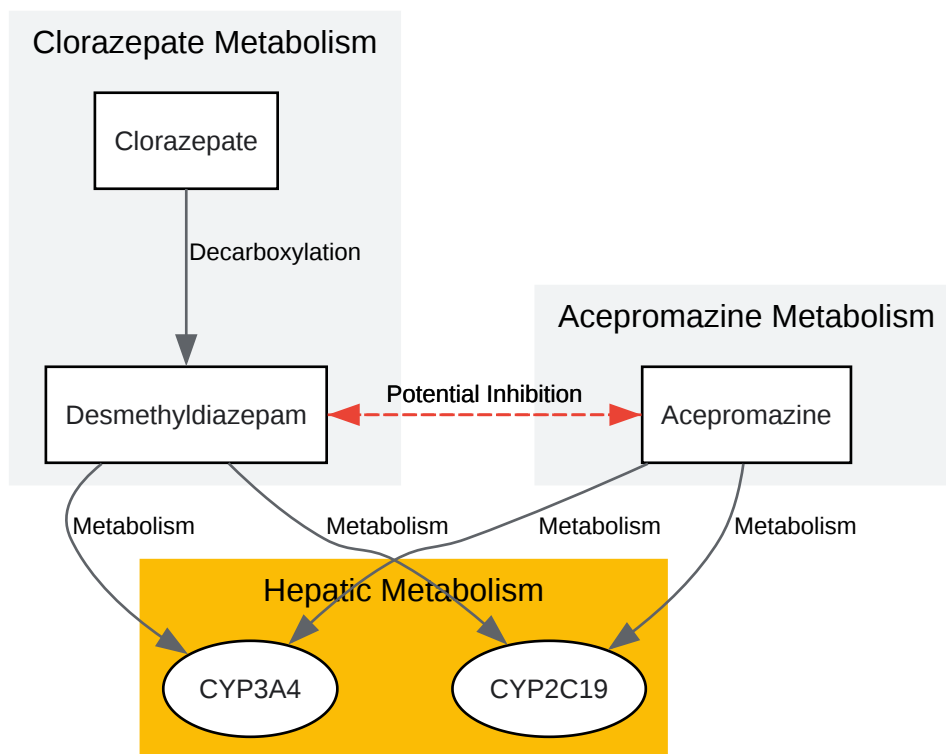 Clorazepate Metabolism
Clorazepate
Decarboxylation
Acepromazine Metabolism
Desmethyldiazepam
Potential Inhibition
Acepromazine
Metabolism
Metabolism
Metabolism
Metabolism
Hepatic Metabolism
CYP3A4
CYP2C19